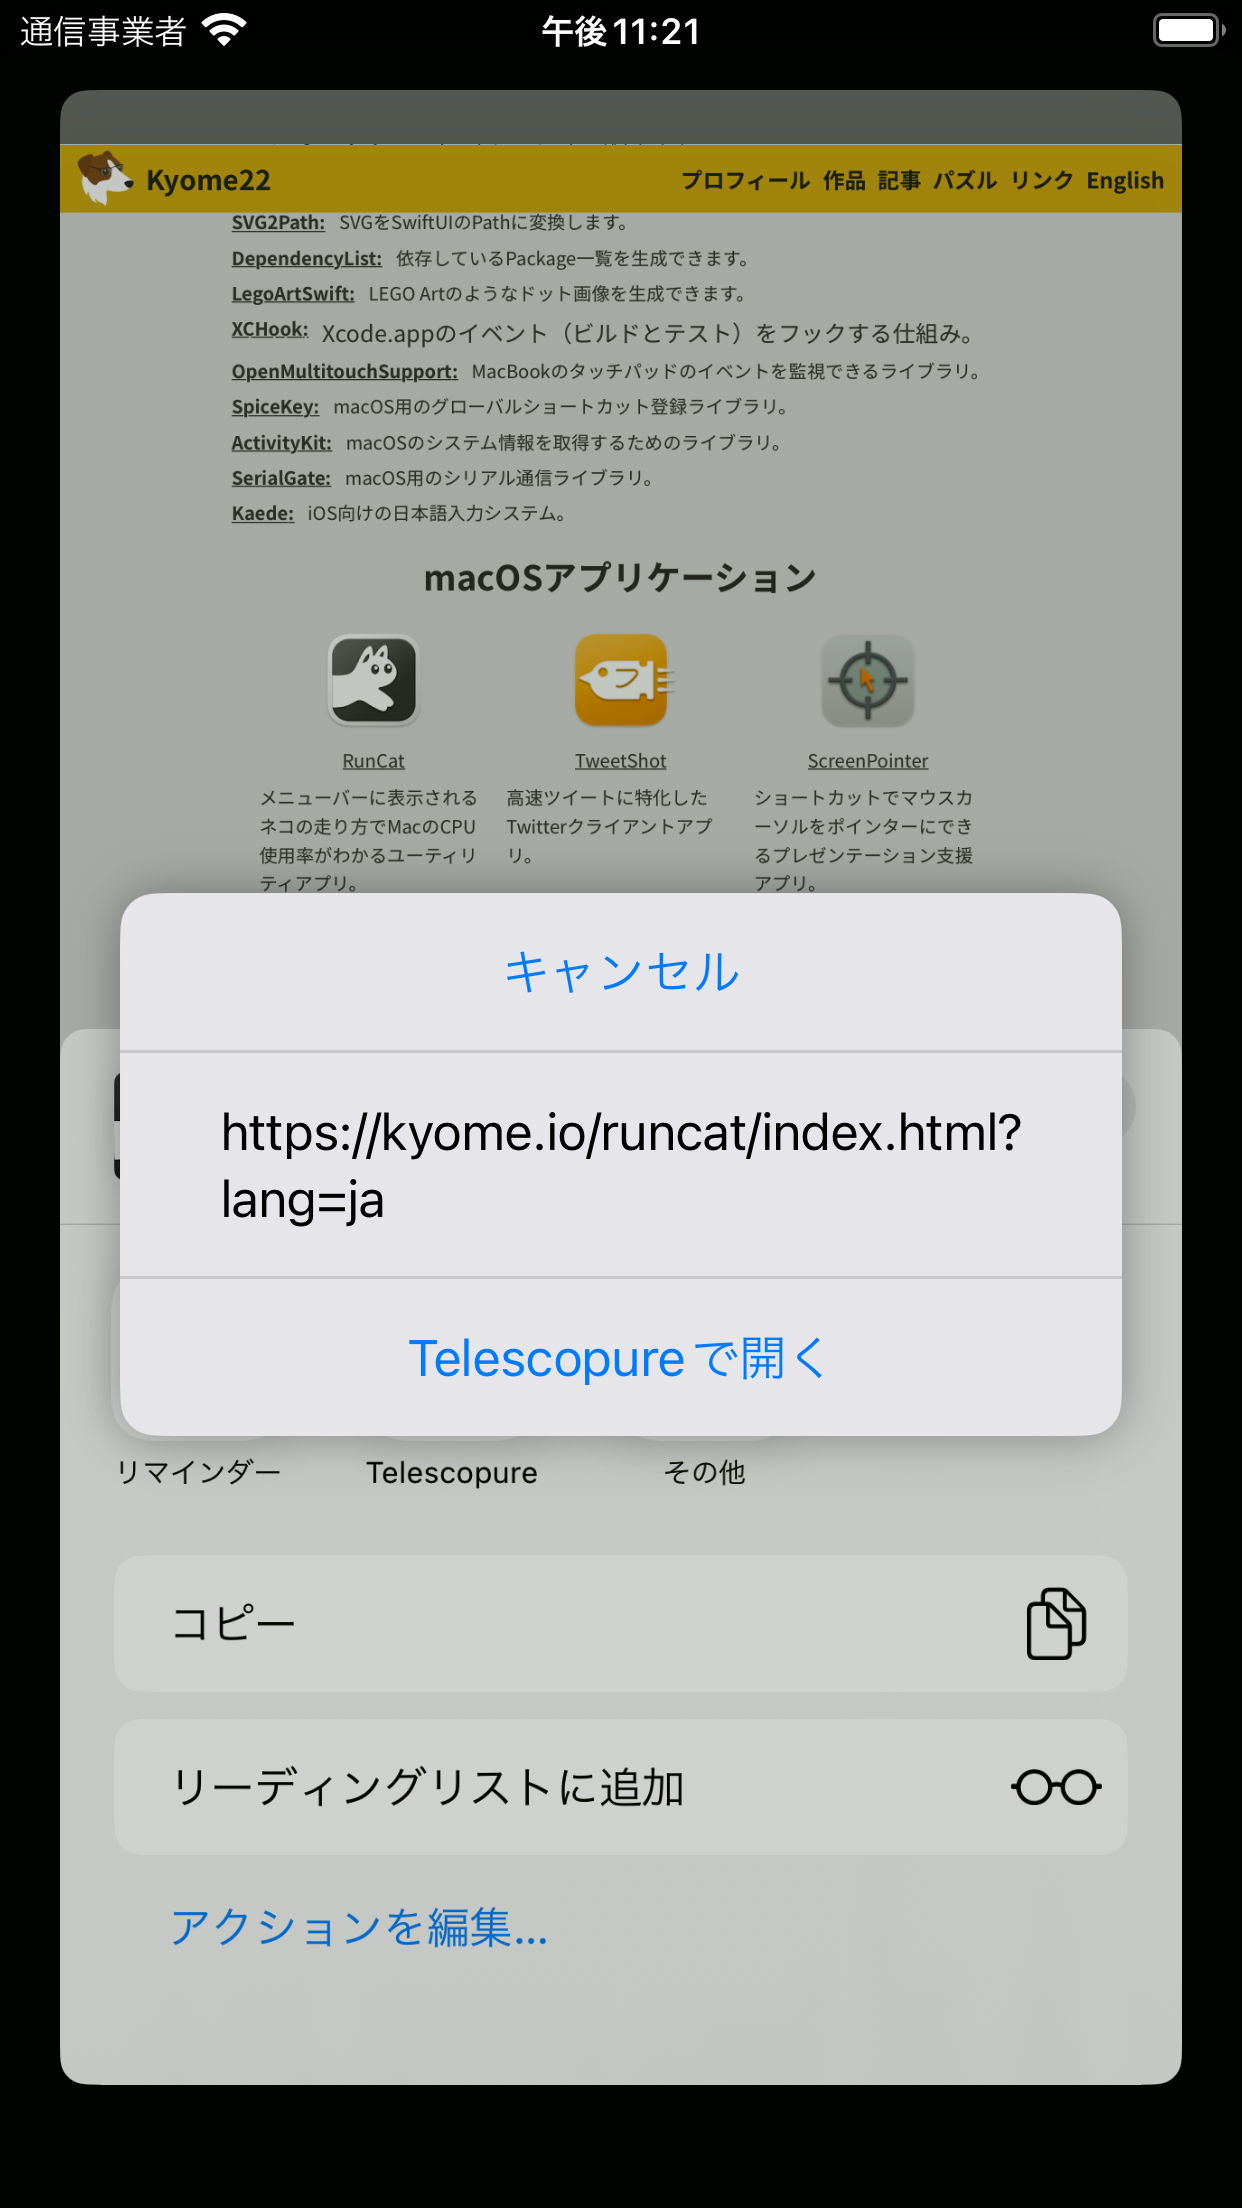 通信事業者
午後11:21
Kyome22
プロフィール 作品 記事 パズル リンク English
SVG2Path: SVGをSwiftUIのPathに変換します。
DependencyList: 依存しているPackage一覧を生成できます。
LegoArtSwift: LEGO Artのようなドット画像を生成できます。
XCHook: Xcode.appのイベント（ビルドとテスト）をフックする仕組み。
OpenMultitouchSupport: MacBookのタッチパッドのイベントを監視できるライブラリ。
SpiceKey: macOS用のグローバルショートカット登録ライブラリ。
ActivityKit: macOSのシステム情報を取得するためのライブラリ。
SerialGate: macOS用のシリアル通信ライブラリ。
Kaede: iOS向けの日本語入力システム。
macOSアプリケーション
RunCat
メニューバーに表示される
ネコの走り方でMacのCPU
使用率がわかるユーティリ
ティアプリ。
TweetShot
高速ツイートに特化した
Twitterクライアントアプ
リ。
ScreenPointer
ショートカットでマウスカ
ーソルをポインターにでき
るプレゼンテーション支援
アプリ。
キャンセル
https://kyome.io/runcat/index.html?
lang=ja
Telescopureで開く
リマインダー
Telescopure
その他
コピー
リーディングリストに追加
アクションを編集...